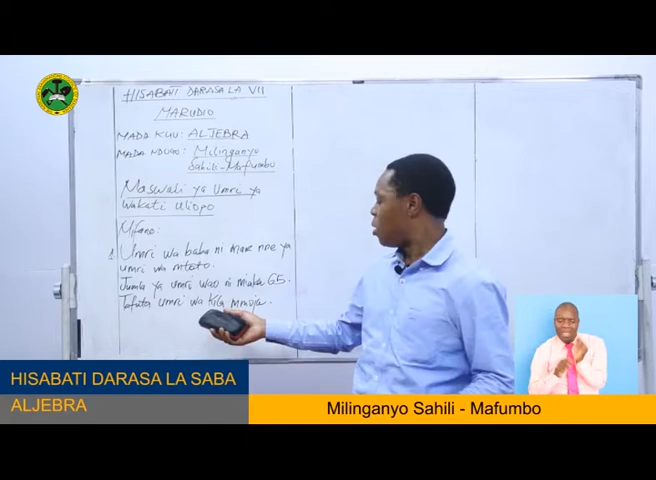 HISABATI DARASA LA VII
MARUDIO
MADA KUU: ALJEBRA
MADA NDOGO: Milinganyo
Sahili - Mafumbo
Maswali ya Umri ya
Wakati Uliopo
Mfano:
1. Umri wa baba ni mara nne ya
umri wa mtoto.
Jumla ya umri wao ni miaka 65.
Tafuta umri wa kila mmoja.
HISABATI DARASA LA SABA
ALJEBRA
Milinganyo Sahili - Mafumbo